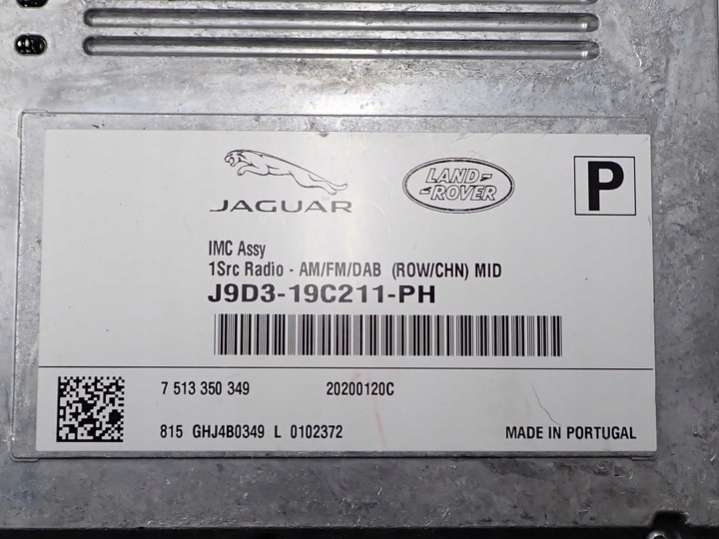 JAGUAR
LAND
ROVER
P
IMC Assy
1Src Radio - AM/FM/DAB (ROW/CHN) MID
J9D3-19C211-PH
7 513 350 349 20200120C
815 GHJ4B0349 L 0102372 MADE IN PORTUGAL